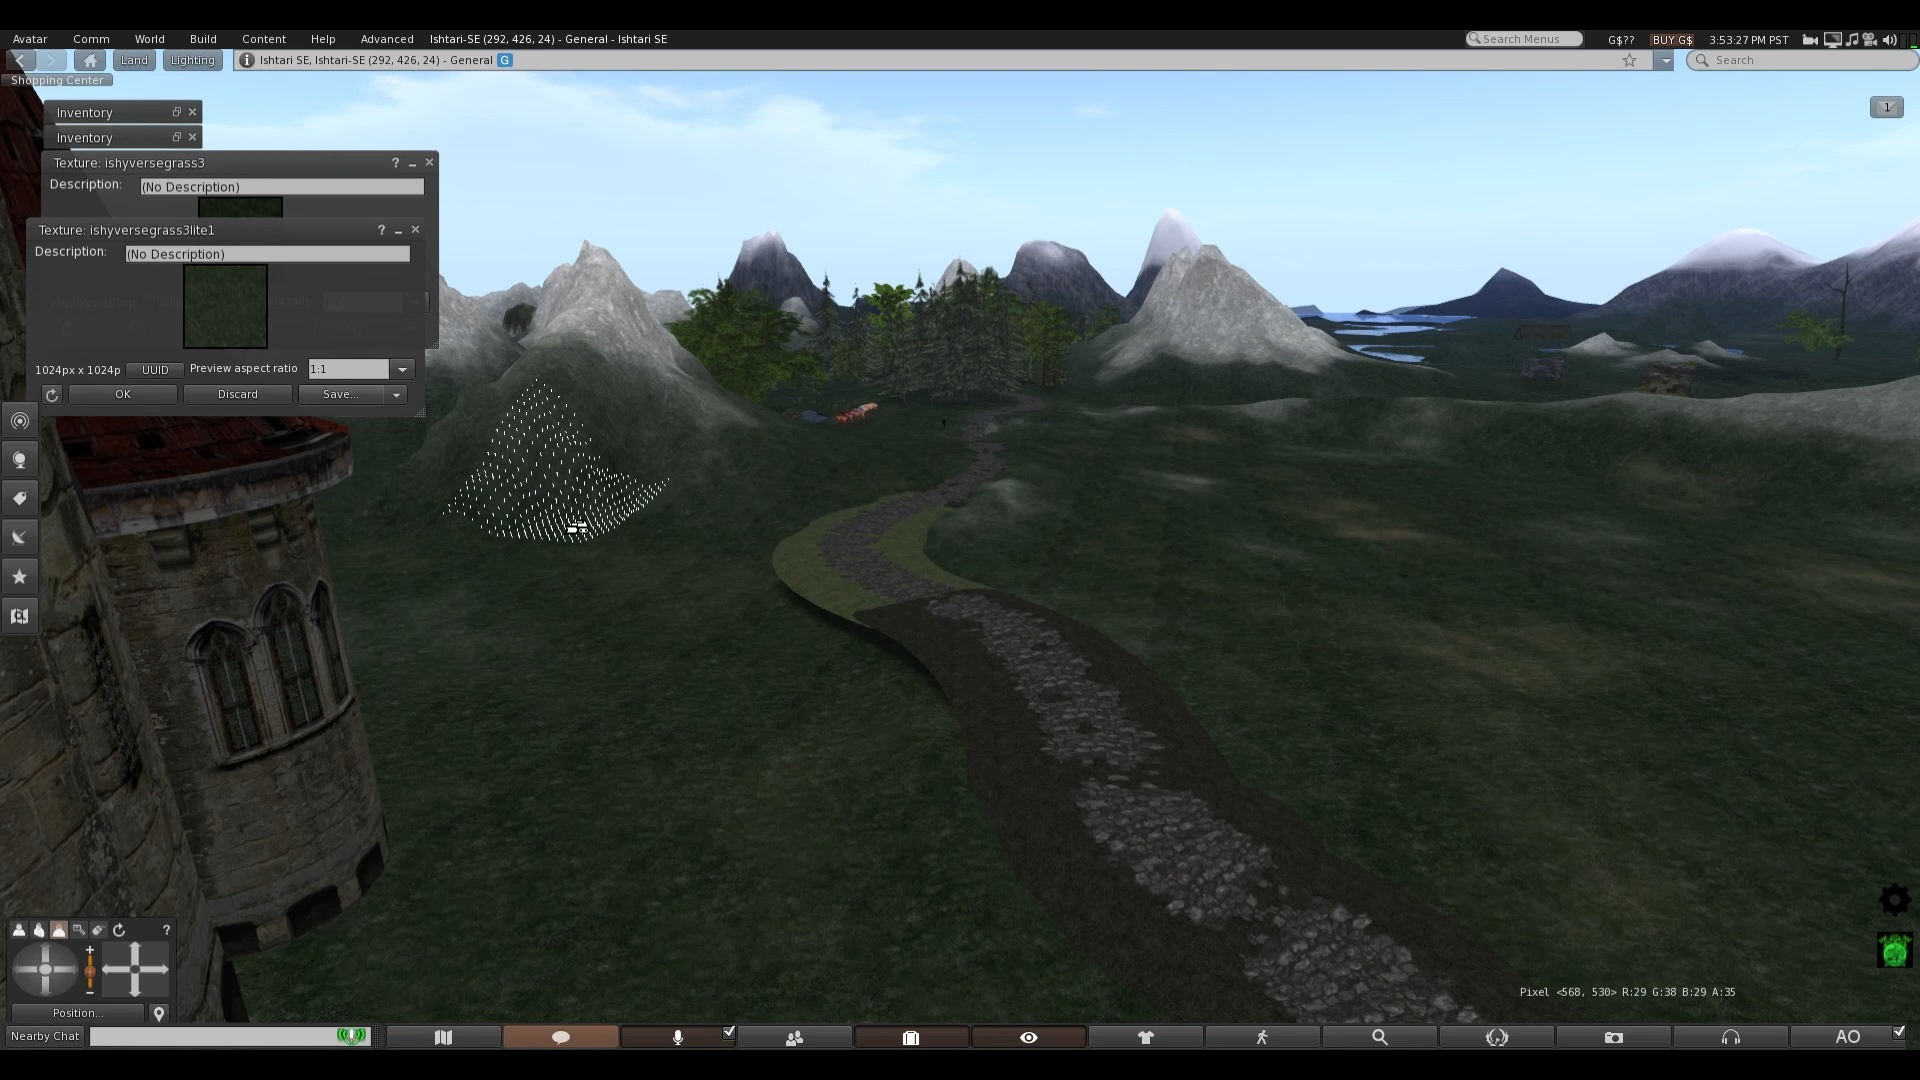 Avatar Comm World Build Content Help Advanced Ishtari-SE (292, 426, 24) - General - Ishtari SE Search Menus G$?? BUY G$ 3:53:27 PM PST
Land Lighting Ishtari SE, Ishtari-SE (292, 426, 24) - General G Search
Shopping Center
1
Inventory
Inventory
Texture: ishyversegrass3 ?
Description: (No Description)
Texture: ishyversegrass3lite1 ?
Description: (No Description)
1024px x 1024p UUID Preview aspect ratio 1:1
OK Discard Save...
?
Position...
Pixel <568, 530> R:29 G:38 B:29 A:35
Nearby Chat AO